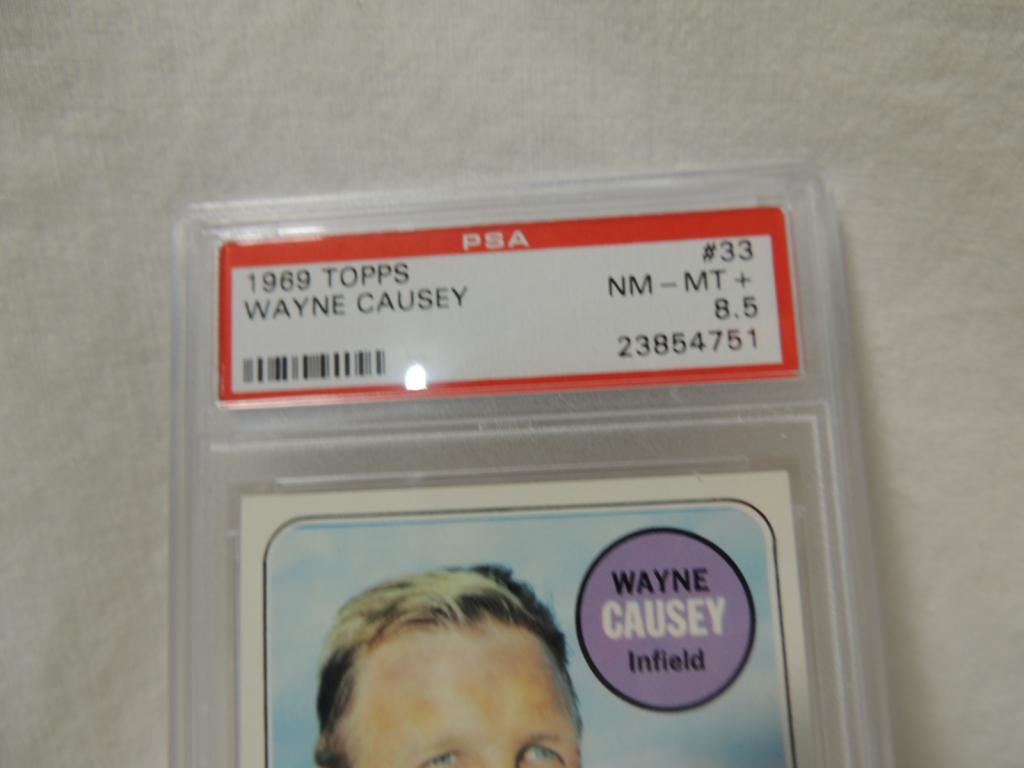 PSA
1969 TOPPS
WAYNE CAUSEY
#33
NM-MT+
8.5
23854751
WAYNE
CAUSEY
Infield